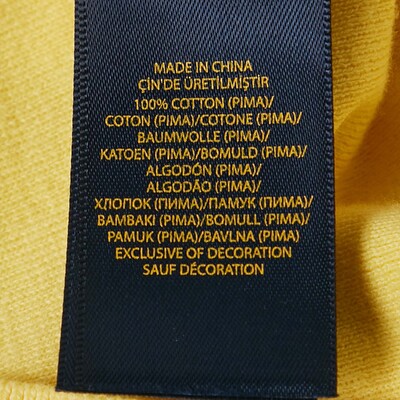 MADE IN CHINA
ÇİN'DE ÜRETİLMİŞTİR
100% COTTON (PIMA)/
COTON (PIMA)/COTONE (PIMA)/
BAUMWOLLE (PIMA)/
KATOEN (PIMA)/BOMULD (PIMA)/
ALGODÓN (PIMA)/
ALGODÃO (PIMA)/
ХЛОПОК (ПИМА)/ПАМУК (ПИМА)/
BAMBAKI (PIMA)/BOMULL (PIMA)/
PAMUK (PIMA)/BAVLNA (PIMA)
EXCLUSIVE OF DECORATION
SAUF DÉCORATION